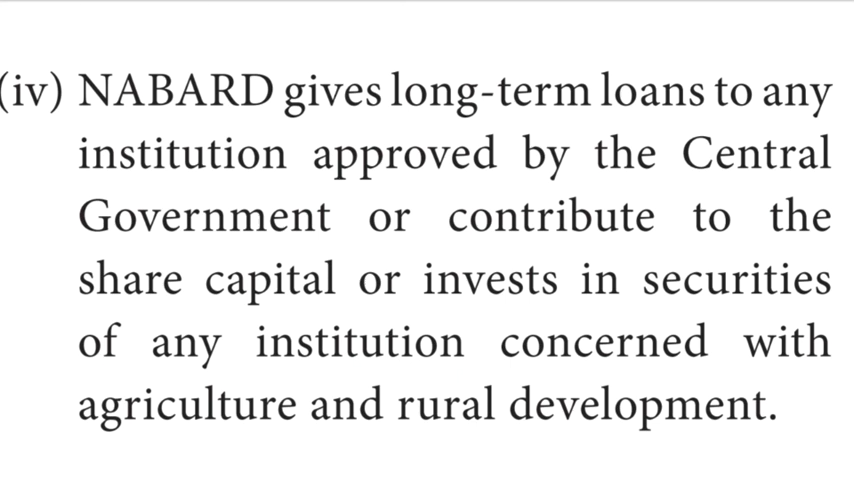 (iv) NABARD gives long-term loans to any
institution approved by the Central
Government or contribute to the
share capital or invests in securities
of any institution concerned with
agriculture and rural development.